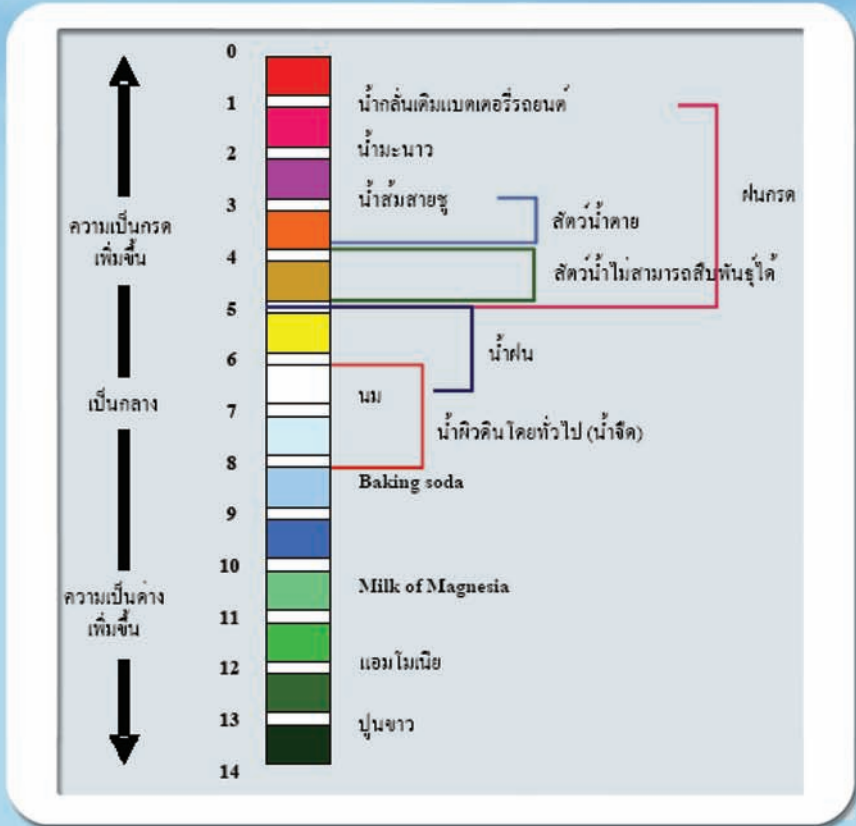 0
1
2
3
4
5
6
7
8
9
10
11
12
13
14
ความเป็นกรด
เพิ่มขึ้น
เป็นกลาง
ความเป็นด่าง
เพิ่มขึ้น
น้ำกลั่นเติมแบตเตอรี่รถยนต์
น้ำมะนาว
น้ำส้มสายชู
สัตว์น้ำตาย
ฝนกรด
สัตว์น้ำไม่สามารถสืบพันธุ์ได้
น้ำฝน
นม
น้ำผิวดินโดยทั่วไป (น้ำจืด)
Baking soda
Milk of Magnesia
แอมโมเนีย
ปูนขาว